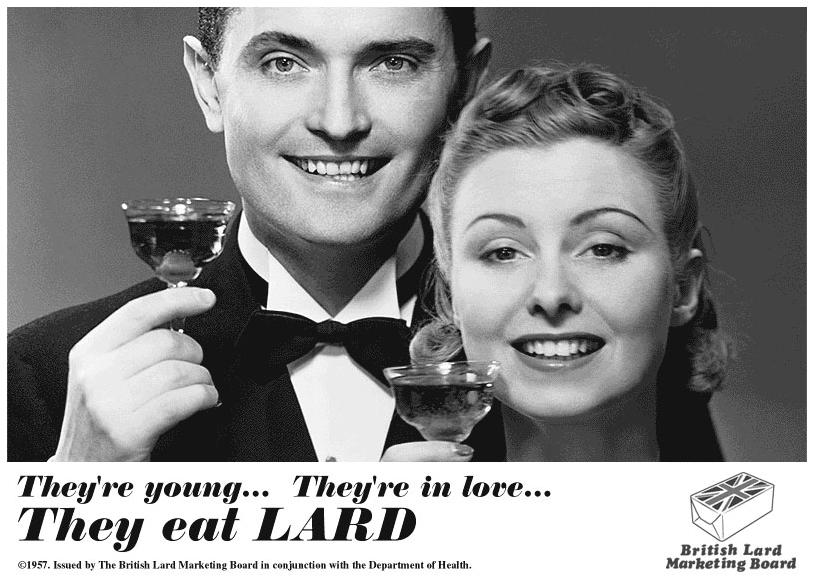 They're young... They're in love...
They eat LARD
©1957. Issued by The British Lard Marketing Board in conjunction with the Department of Health.
British Lard
Marketing Board